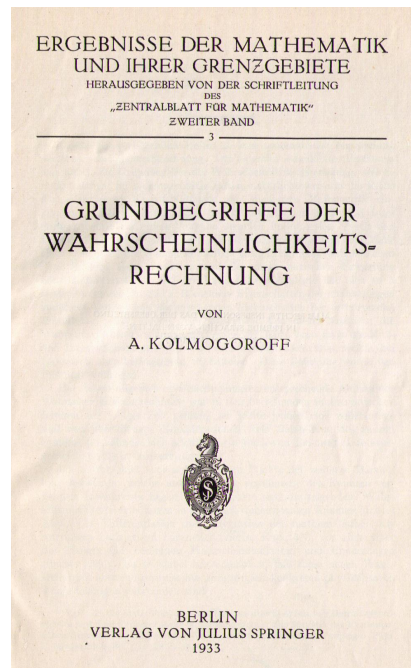 ERGEBNISSE DER MATHEMATIK
UND IHRER GRENZGEBIETE
HERAUSGEGEBEN VON DER SCHRIFTLEITUNG
DES
„ZENTRALBLATT FÜR MATHEMATIK“
ZWEITER BAND
3
GRUNDBEGRIFFE DER
WAHRSCHEINLICHKEITS-
RECHNUNG
VON
A. KOLMOGOROFF
BERLIN
VERLAG VON JULIUS SPRINGER
1933